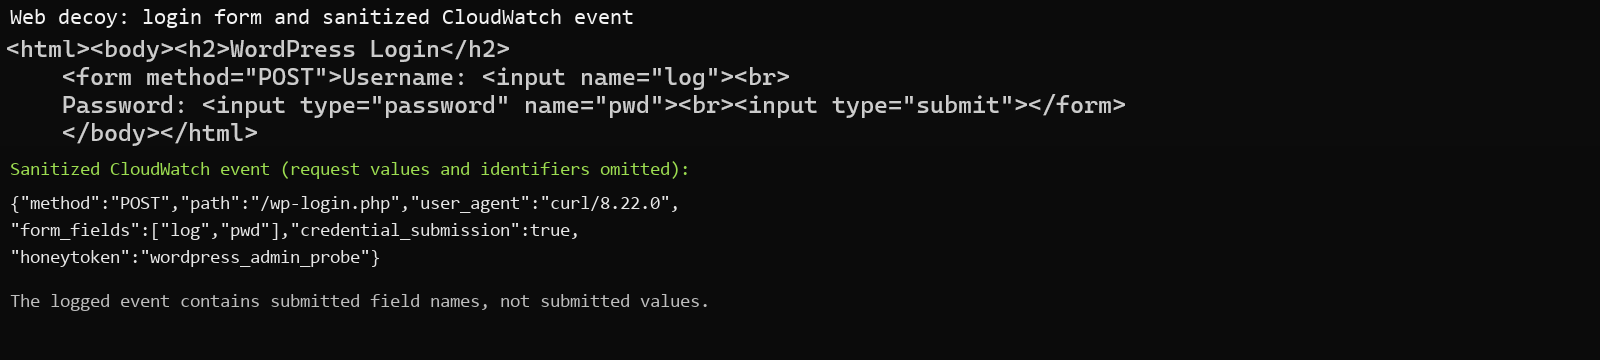 Web decoy: login form and sanitized CloudWatch event
<html><body><h2>WordPress Login</h2>
<form method="POST">Username: <input name="log"><br>
Password: <input type="password" name="pwd"><br><input type="submit"></form>
</body></html>
Sanitized CloudWatch event (request values and identifiers omitted):
{"method":"POST","path":"/wp-login.php","user_agent":"curl/8.22.0",
"form_fields":["log","pwd"],"credential_submission":true,
"honeytoken":"wordpress_admin_probe"}
The logged event contains submitted field names, not submitted values.